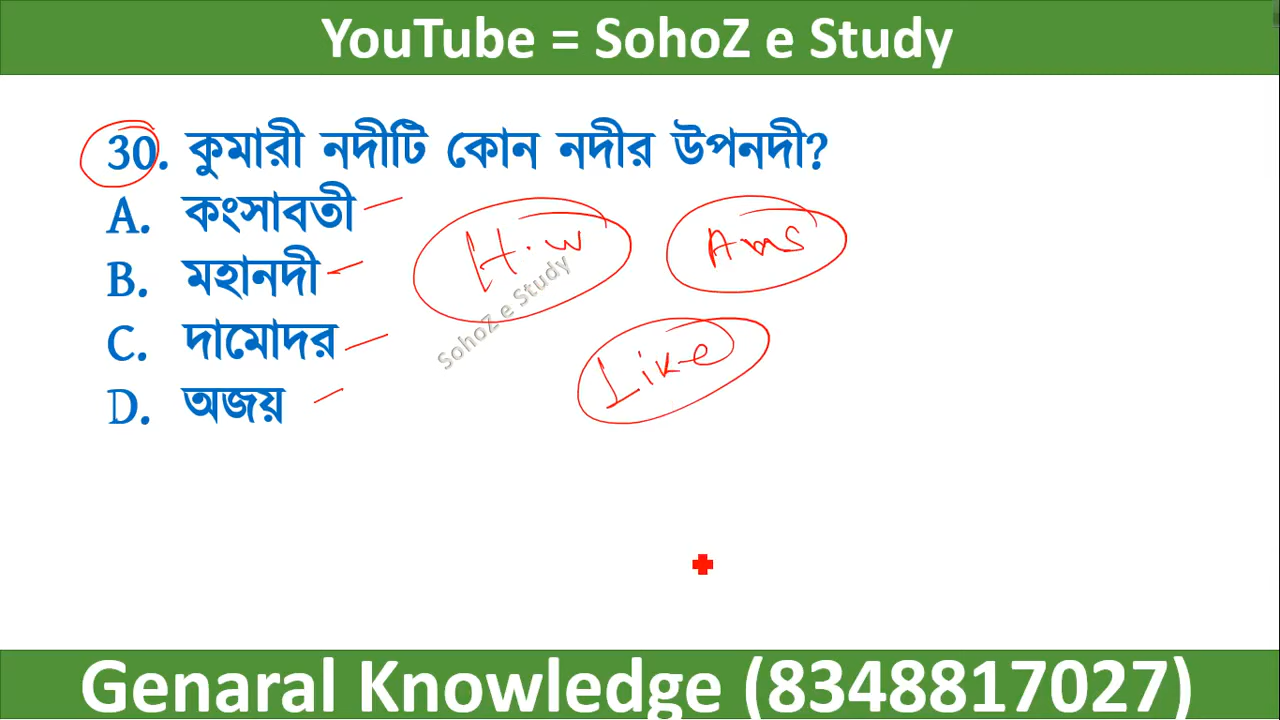 YouTube = SohoZ e Study
30. কুমারী নদীটি কোন নদীর উপনদী?
A. কংসাবতী
B. মহানদী
C. দামোদর
D. অজয়
H.w
Ans
SohoZ e Study
Like
Genaral Knowledge (8348817027)